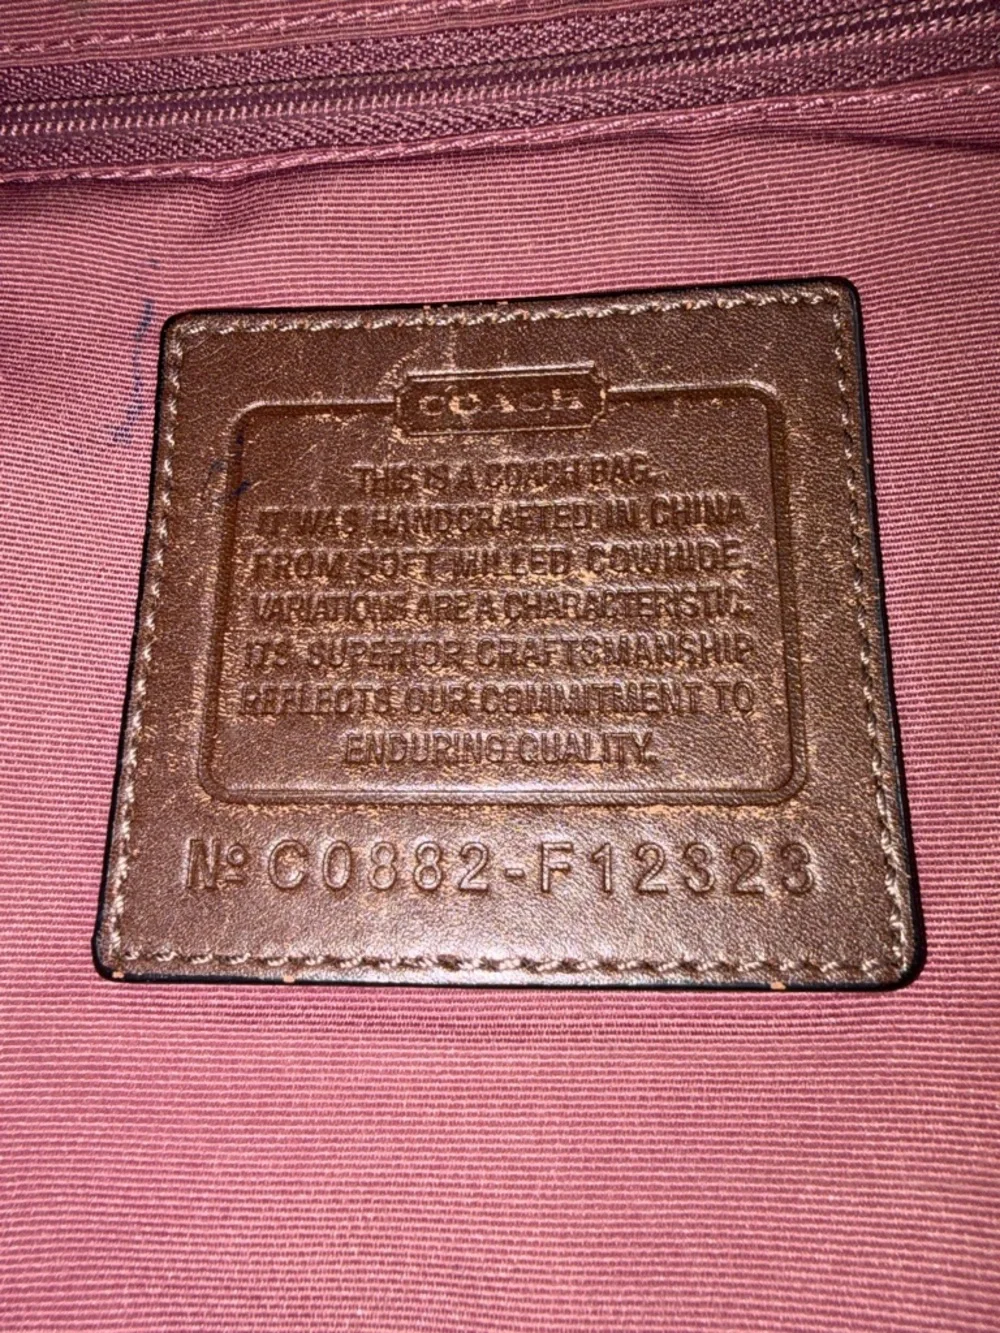 COACH
THIS IS A COACH BAG.
IT WAS HANDCRAFTED IN CHINA
FROM SOFT MILLED COWHIDE.
VARIATIONS ARE A CHARACTERISTIC.
ITS SUPERIOR CRAFTSMANSHIP
REFLECTS OUR COMMITMENT TO
ENDURING QUALITY.
Nº C0882-F12323